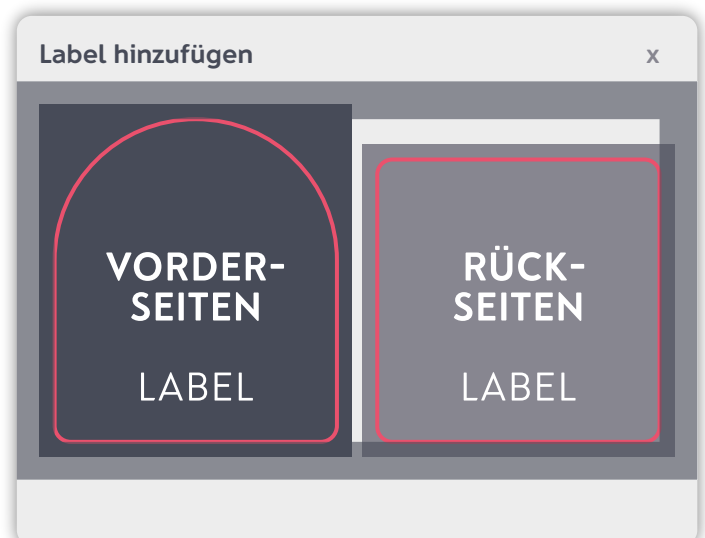 Label hinzufügen
x
VORDER-
SEITEN
LABEL
RÜCK-
SEITEN
LABEL